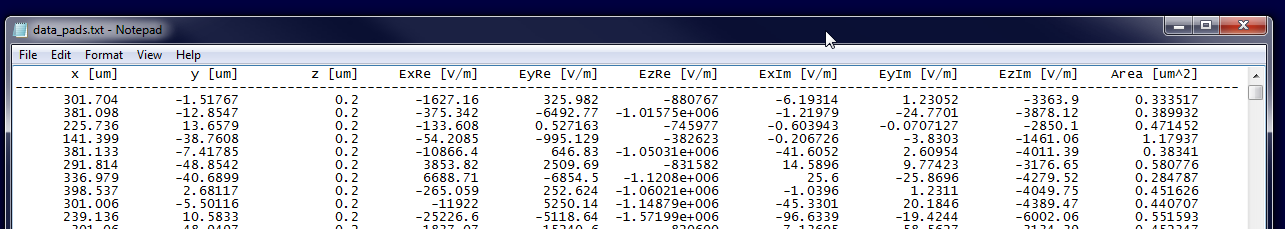 data_pads.txt - Notepad
File Edit Format View Help
x [um] y [um] z [um] ExRe [V/m] EyRe [V/m] EzRe [V/m] ExIm [V/m] EyIm [V/m] EzIm [V/m] Area [um^2]
301.704 -1.51767 0.2 -1627.16 325.982 -880767 -6.19314 1.23052 -3363.9 0.333517
381.098 -12.8547 0.2 -375.342 -6492.77 -1.01575e+006 -1.21979 -24.7701 -3878.12 0.389932
225.736 13.6579 0.2 -133.608 0.527163 -745977 -0.603943 -0.0707127 -2850.1 0.471452
141.399 -38.7608 0.2 -54.2085 -995.129 -382623 -0.206726 -3.8303 -1461.06 1.17937
381.133 -7.41785 0.2 -10866.4 646.83 -1.05031e+006 -41.6052 2.60954 -4011.39 0.38341
291.814 -48.8542 0.2 3853.82 2509.69 -831582 14.5896 9.77423 -3176.65 0.580776
336.979 -40.6899 0.2 6688.71 -6854.5 -1.1208e+006 25.6 -25.8696 -4279.52 0.284787
398.537 2.68117 0.2 -265.059 252.624 -1.06021e+006 -1.0396 1.2311 -4049.75 0.451626
301.006 -5.50116 0.2 -11922 5250.14 -1.14879e+006 -45.3301 20.1846 -4389.47 0.440707
239.136 10.5833 0.2 -25226.6 -5118.64 -1.57199e+006 -96.6339 -19.4244 -6002.06 0.551593